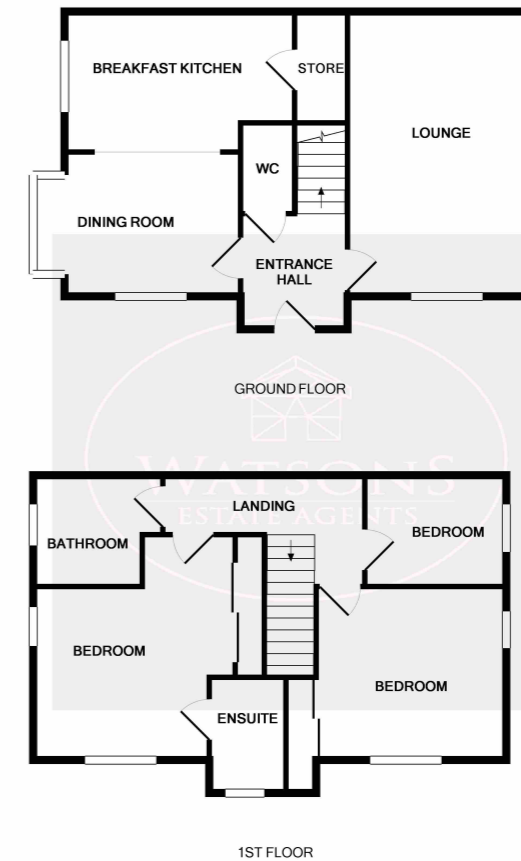 BREAKFAST KITCHEN
STORE
LOUNGE
WC
DINING ROOM
ENTRANCE
HALL
GROUND FLOOR
WATSONS
ESTATE AGENTS
LANDING
BATHROOM
BEDROOM
BEDROOM
BEDROOM
ENSUITE
1ST FLOOR